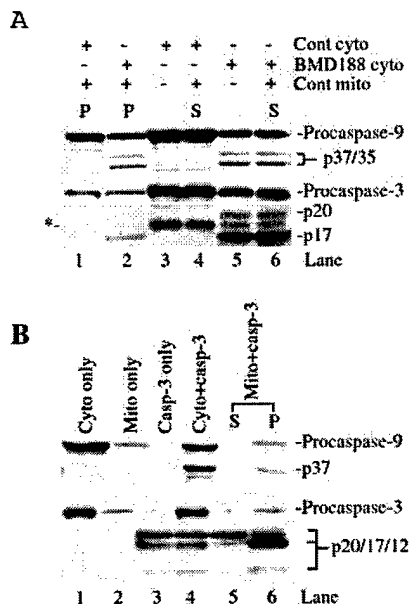 A
+ - + + - - Cont cyto
- + - - + + BMD188 cyto
+ + - + - + Cont mito
P P S S
-Procaspase-9
p37/35
-Procaspase-3
-p20
*-
-p17
1 2 3 4 5 6 Lane
B
Cyto only
Mito only
Casp-3 only
Cyto+casp-3
Mito+casp-3
S P
-Procaspase-9
-p37
-Procaspase-3
p20/17/12
1 2 3 4 5 6 Lane